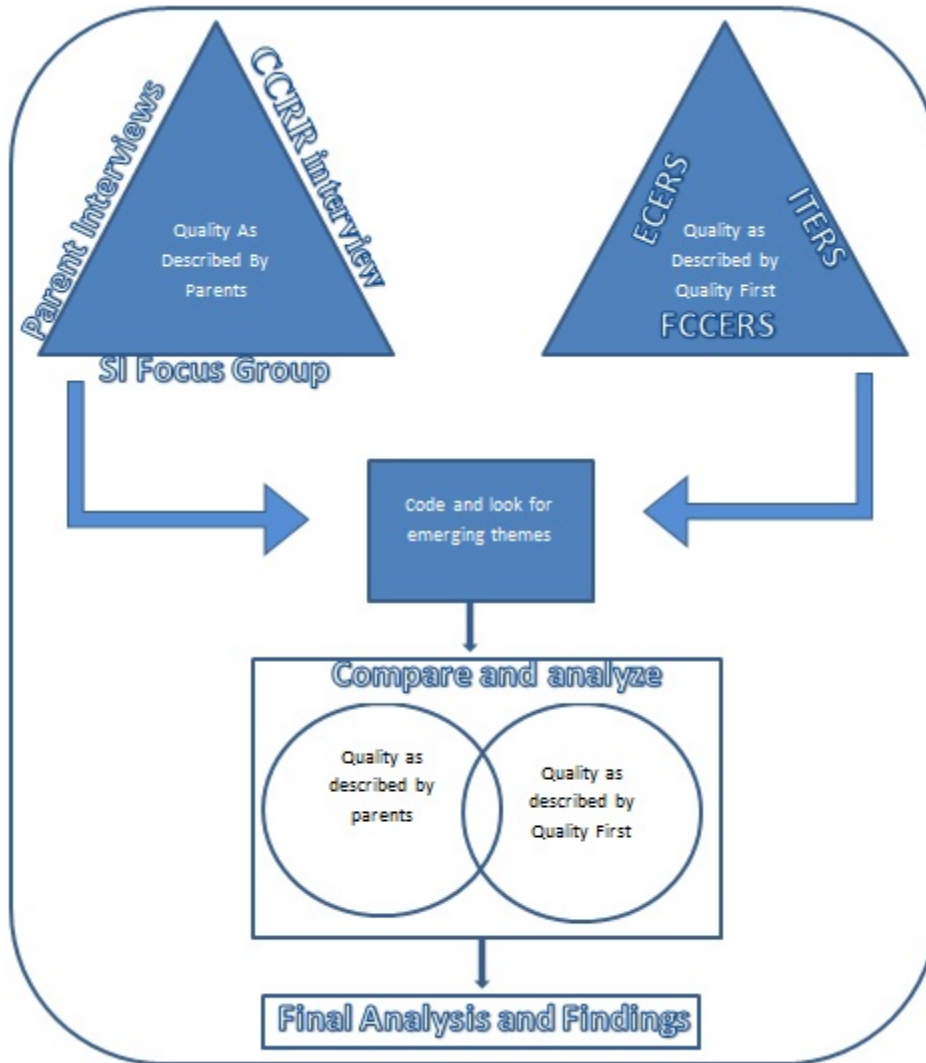 Parent Interviews
CCRR interview
Quality As
Described By
Parents
SI Focus Group
ECERS
ITERS
Quality as
Described by
Quality First
FCCERS
Code and look for
emerging themes
Compare and analyze
Quality as
described by
parents
Quality as
described by
Quality First
Final Analysis and Findings